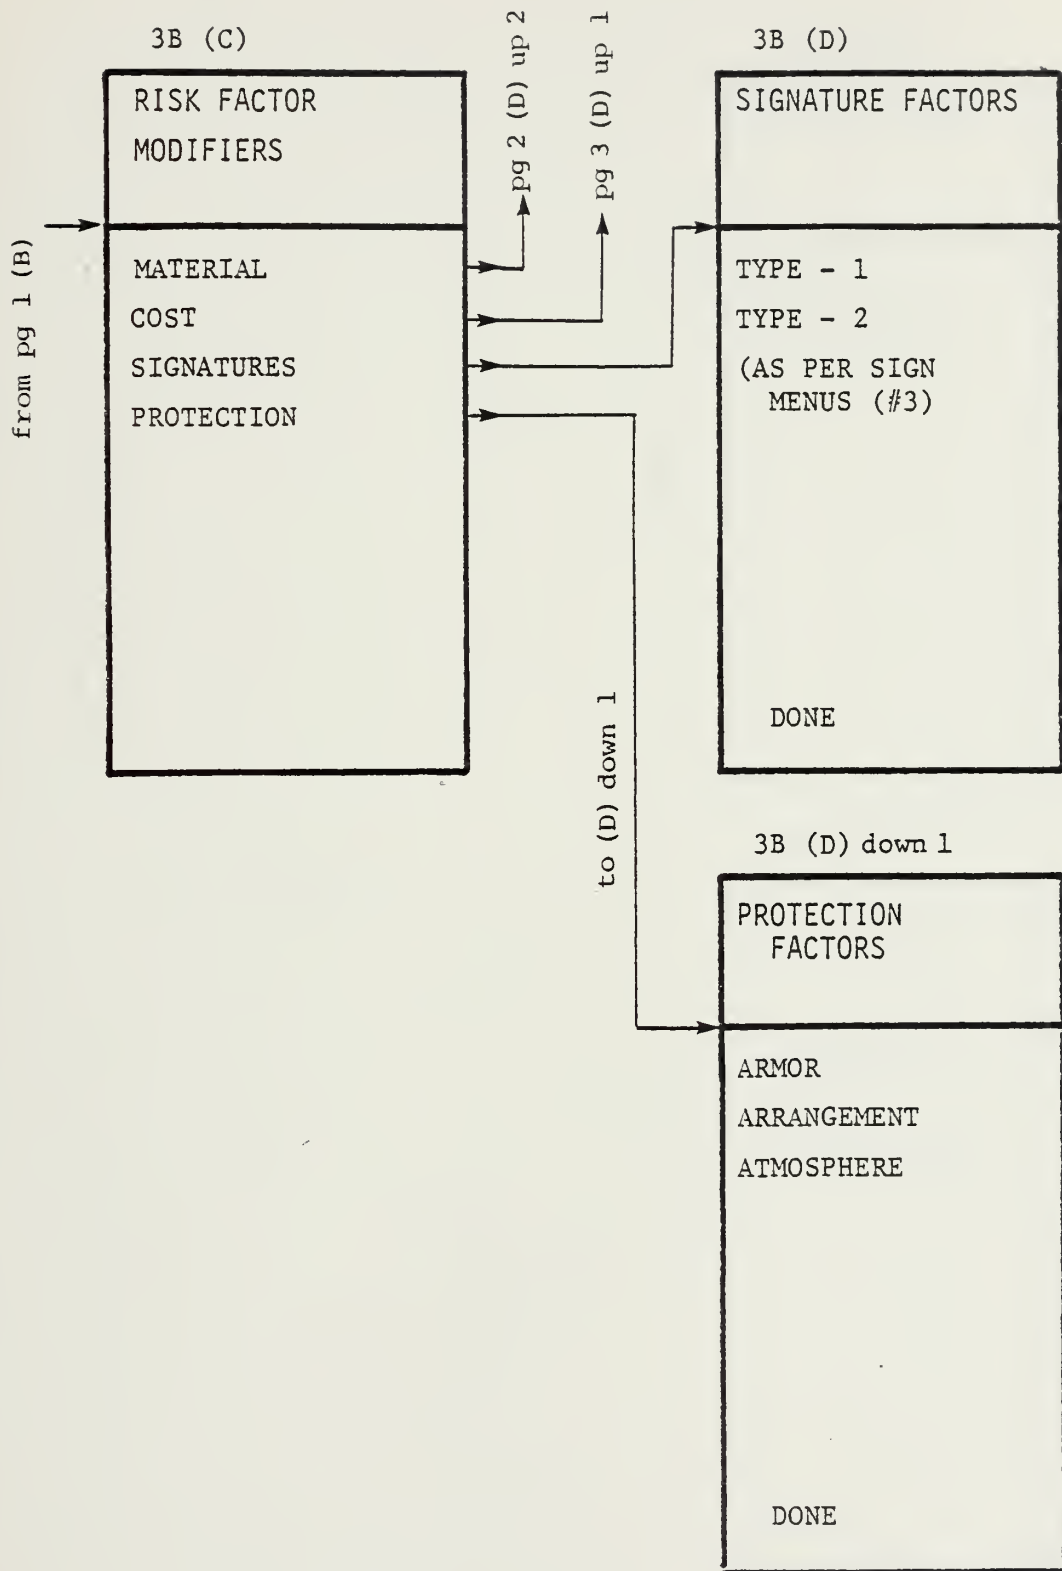 3B (C)
RISK FACTOR
MODIFIERS
from pg 1 (B)
MATERIAL
COST
SIGNATURES
PROTECTION
pg 2 (D) up 2
pg 3 (D) up 1
to (D) down 1
3B (D)
SIGNATURE FACTORS
TYPE - 1
TYPE - 2
(AS PER SIGN
MENUS (#3)
DONE
3B (D) down 1
PROTECTION
FACTORS
ARMOR
ARRANGEMENT
ATMOSPHERE
DONE